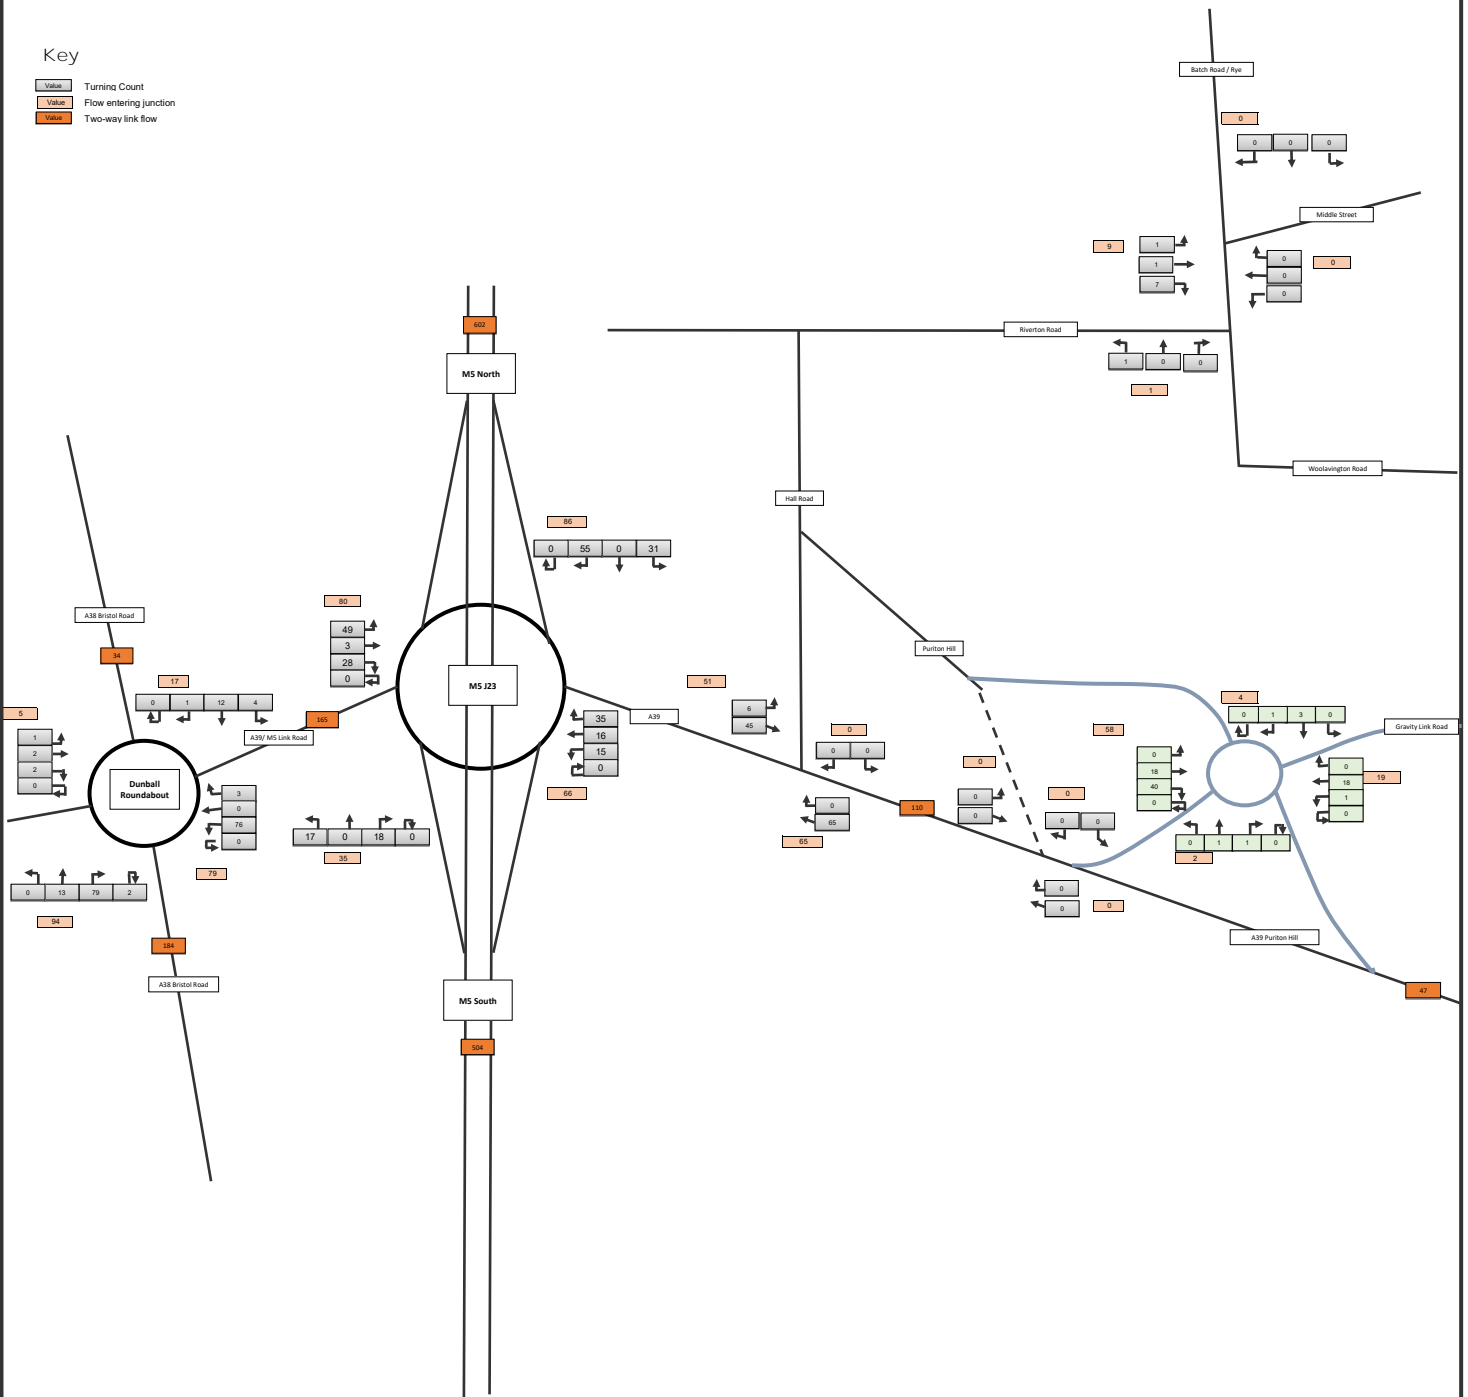 Key
Value Turning Count
Value Flow entering junction
Value Two-way link flow
Batch Road / Rye
0
0 0 0
Middle Street
9
1
1
7
0
0
0
0
602
Riverton Road
1 0 0
1
M5 North
Woolavington Road
Hall Road
86
0 55 0 31
80
49
3
28
0
A38 Bristol Road
34
Puriton Hill
M5 J23
17
0 1 12 4
51
6
45
A39
4
0 1 3 0
5
1
2
2
0
165
A39/ M5 Link Road
35
16
15
0
66
0
0 0
58
0
18
40
0
Gravity Link Road
0
18
1
0
19
Dunball
Roundabout
3
0
76
0
79
0
0
0
0
0 0
0
65
65
110
17 0 18 0
35
0 1 1 0
2
0 13 79 2
94
0
0
0
184
A38 Bristol Road
A39 Puriton Hill
47
M5 South
504